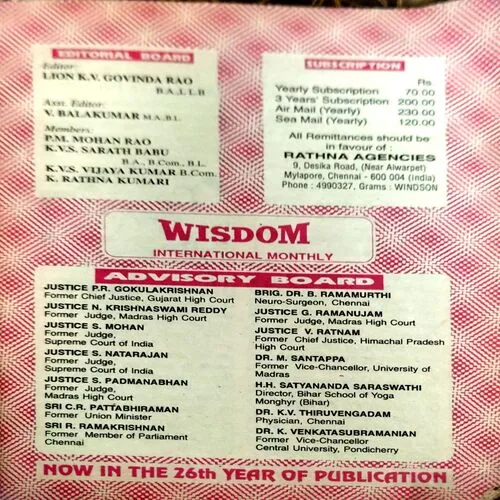 EDITORIAL BOARD
Editor:
LION K.V. GOVINDA RAO
B.A.,L.L.B
Asst. Editor:
V. BALAKUMAR M.A.;B.L.
Members:
P.M. MOHAN RAO
K.V.S. SARATH BABU
B.A., B.Com., B.L.
K.V.S. VIJAYA KUMAR B.Com.
K. RATHNA KUMARI
SUBSCRIPTION
Rs
Yearly Subscription 70.00
3 Years' Subscription 200.00
Air Mail (Yearly) 230.00
Sea Mail (Yearly) 120.00
All Remittances should be
in favour of :
RATHNA AGENCIES
9, Desika Road, (Near Alwarpet)
Mylapore, Chennai - 600 004 (India)
Phone : 4990327, Grams : WINDSON
WISDOM
INTERNATIONAL MONTHLY
ADVISORY BOARD
JUSTICE P.R. GOKULAKRISHNAN
Former Chief Justice, Gujarat High Court
JUSTICE N. KRISHNASWAMI REDDY
Former Judge, Madras High Court
JUSTICE S. MOHAN
Former Judge,
Supreme Court of India
JUSTICE S. NATARAJAN
Former Judge,
Supreme Court of India
JUSTICE S. PADMANABHAN
Former Judge,
Madras High Court
SRI C.R. PATTABHIRAMAN
Former Union Minister
SRI R. RAMAKRISHNAN
Former Member of Parliament
Chennai
BRIG. DR. B. RAMAMURTHI
Neuro-Surgeon, Chennai
JUSTICE G. RAMANUJAM
Former Judge, Madras High Court
JUSTICE V. RATNAM
Former Chief Justice, Himachal Pradesh
High Court
DR. M. SANTAPPA
Former Vice-Chancellor, University of
Madras
H.H. SATYANANDA SARASWATHI
Director, Bihar School of Yoga
Monghyr (Bihar)
DR. K.V. THIRUVENGADAM
Physician, Chennai
DR. K. VENKATASUBRAMANIAN
Former Vice-Chancellor
Central University, Pondicherry
NOW IN THE 26th YEAR OF PUBLICATION